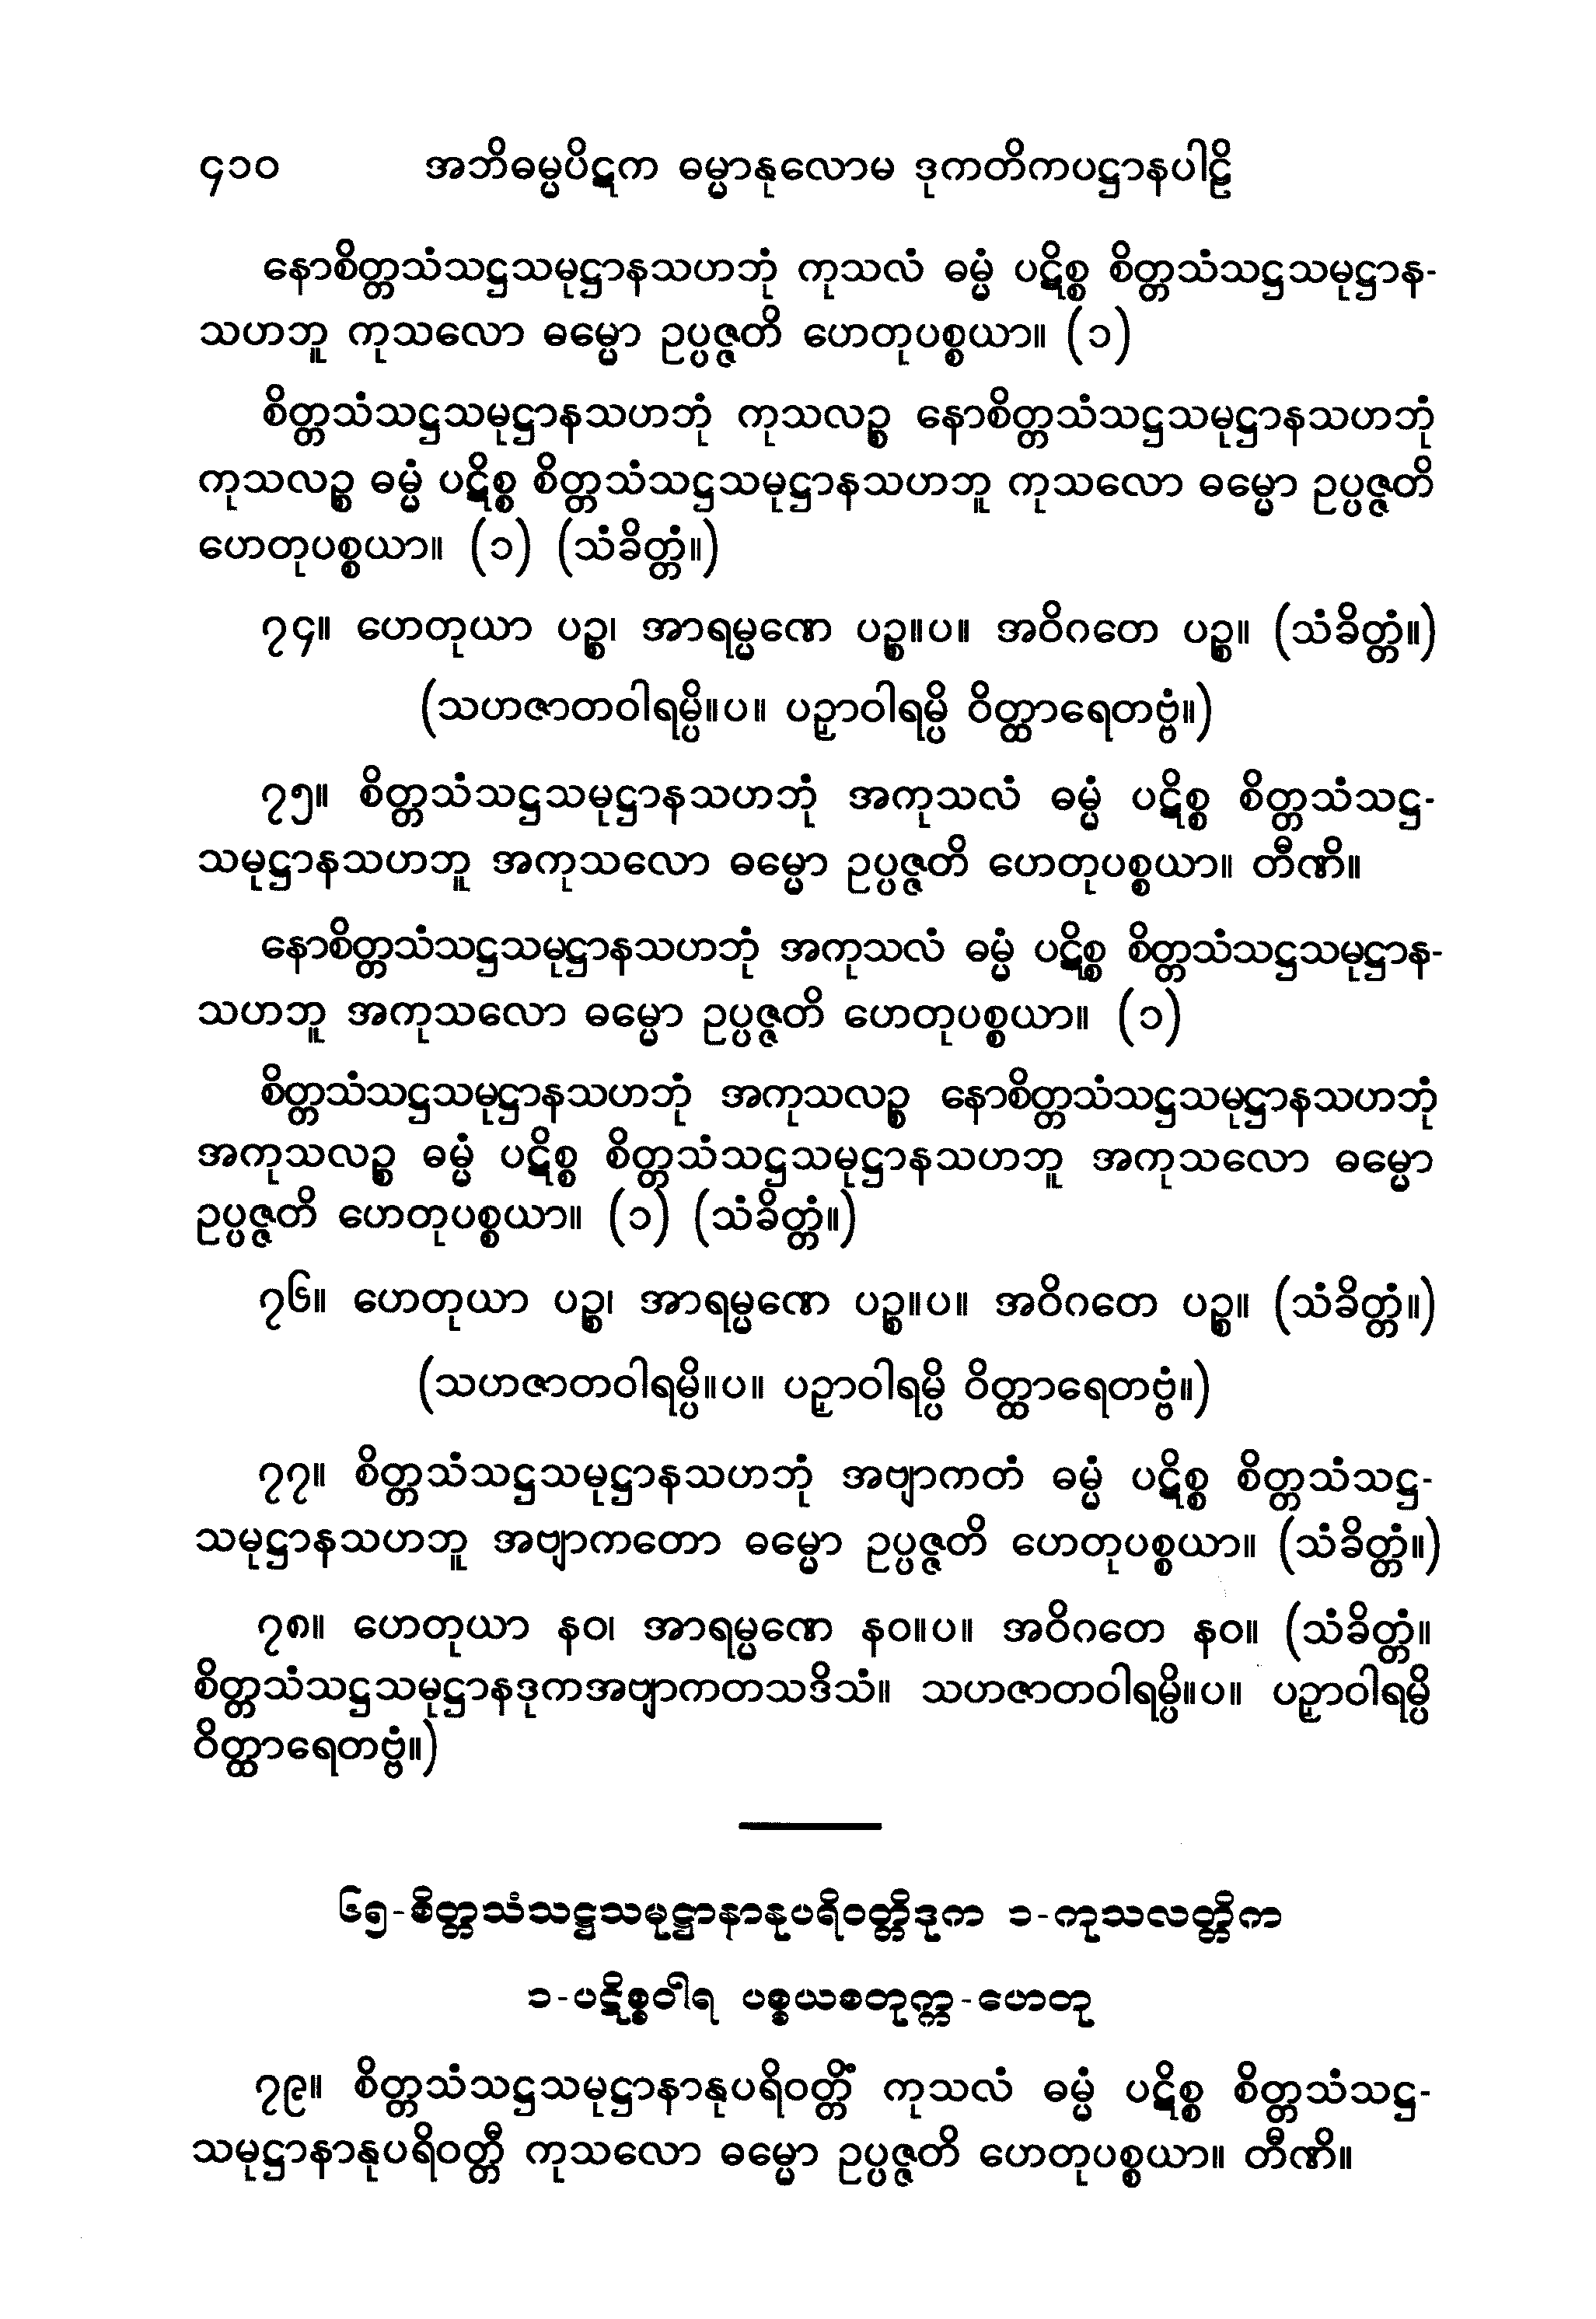 ၄၁၀ အဘိဓမ္မပိဋက ဓမ္မာနုလောမ ဒုကတိကပဋ္ဌာနပါဠိ
နောစိတ္တသံသဋ္ဌသမုဋ္ဌာနသဟဘုံ ကုသလံ ဓမ္မံ ပဋိစ္စ စိတ္တသံသဋ္ဌသမုဋ္ဌာန-
သဟဘူ ကုသလော ဓမ္မော ဥပ္ပဇ္ဇတိ ဟေတုပစ္စယာ။ (၁)
စိတ္တသံသဋ္ဌသမုဋ္ဌာနသဟဘုံ ကုသလဉ္စ နောစိတ္တသံသဋ္ဌသမုဋ္ဌာနသဟဘုံ
ကုသလဉ္စ ဓမ္မံ ပဋိစ္စ စိတ္တသံသဋ္ဌသမုဋ္ဌာနသဟဘူ ကုသလော ဓမ္မော ဥပ္ပဇ္ဇတိ
ဟေတုပစ္စယာ။ (၁) (သံခိတ္တံ။)
၇၄။ ဟေတုယာ ပဉ္စ၊ အာရမ္မဏေ ပဉ္စ။ပ။ အဝိဂတေ ပဉ္စ။ (သံခိတ္တံ။)
(သဟဇာတဝါရမ္ပိ။ပ။ ပဉှာဝါရမ္ပိ ဝိတ္ထာရေတဗ္ဗံ။)
၇၅။ စိတ္တသံသဋ္ဌသမုဋ္ဌာနသဟဘုံ အကုသလံ ဓမ္မံ ပဋိစ္စ စိတ္တသံသဋ္ဌ-
သမုဋ္ဌာနသဟဘူ အကုသလော ဓမ္မော ဥပ္ပဇ္ဇတိ ဟေတုပစ္စယာ။ တီဏိ။
နောစိတ္တသံသဋ္ဌသမုဋ္ဌာနသဟဘုံ အကုသလံ ဓမ္မံ ပဋိစ္စ စိတ္တသံသဋ္ဌသမုဋ္ဌာန-
သဟဘူ အကုသလော ဓမ္မော ဥပ္ပဇ္ဇတိ ဟေတုပစ္စယာ။ (၁)
စိတ္တသံသဋ္ဌသမုဋ္ဌာနသဟဘုံ အကုသလဉ္စ နောစိတ္တသံသဋ္ဌသမုဋ္ဌာနသဟဘုံ
အကုသလဉ္စ ဓမ္မံ ပဋိစ္စ စိတ္တသံသဋ္ဌသမုဋ္ဌာနသဟဘူ အကုသလော ဓမ္မော
ဥပ္ပဇ္ဇတိ ဟေတုပစ္စယာ။ (၁) (သံခိတ္တံ။)
၇၆။ ဟေတုယာ ပဉ္စ၊ အာရမ္မဏေ ပဉ္စ။ပ။ အဝိဂတေ ပဉ္စ။ (သံခိတ္တံ။)
(သဟဇာတဝါရမ္ပိ။ပ။ ပဉှာဝါရမ္ပိ ဝိတ္ထာရေတဗ္ဗံ။)
၇၇။ စိတ္တသံသဋ္ဌသမုဋ္ဌာနသဟဘုံ အဗျာကတံ ဓမ္မံ ပဋိစ္စ စိတ္တသံသဋ္ဌ-
သမုဋ္ဌာနသဟဘူ အဗျာကတော ဓမ္မော ဥပ္ပဇ္ဇတိ ဟေတုပစ္စယာ။ (သံခိတ္တံ။)
၇၈။ ဟေတုယာ နဝ၊ အာရမ္မဏေ နဝ။ပ။ အဝိဂတေ နဝ။ (သံခိတ္တံ။
စိတ္တသံသဋ္ဌသမုဋ္ဌာနဒုကအဗျာကတသဒိသံ။ သဟဇာတဝါရမ္ပိ။ပ။ ပဉှာဝါရမ္ပိ
ဝိတ္ထာရေတဗ္ဗံ။)
၆၅-စိတ္တသံသဋ္ဌသမုဋ္ဌာနာနုပရိဝတ္တိဒုက ၁-ကုသလတ္တိက
၁-ပဋိစ္စဝါရ ပစ္စယစတုက္က-ဟေတု
၇၉။ စိတ္တသံသဋ္ဌသမုဋ္ဌာနာနုပရိဝတ္တိံ ကုသလံ ဓမ္မံ ပဋိစ္စ စိတ္တသံသဋ္ဌ-
သမုဋ္ဌာနာနုပရိဝတ္တီ ကုသလော ဓမ္မော ဥပ္ပဇ္ဇတိ ဟေတုပစ္စယာ။ တီဏိ။